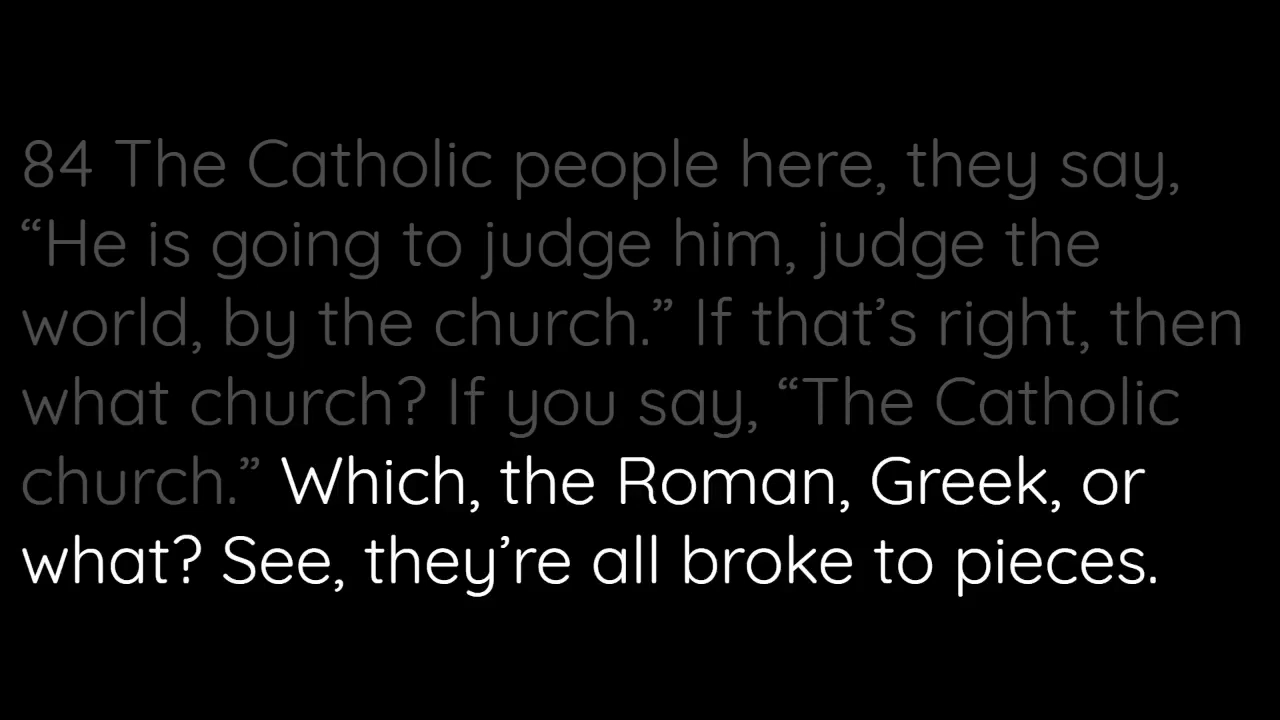 84 The Catholic people here, they say,
“He is going to judge him, judge the
world, by the church.” If that’s right, then
what church? If you say, “The Catholic
church.” Which, the Roman, Greek, or
what? See, they’re all broke to pieces.